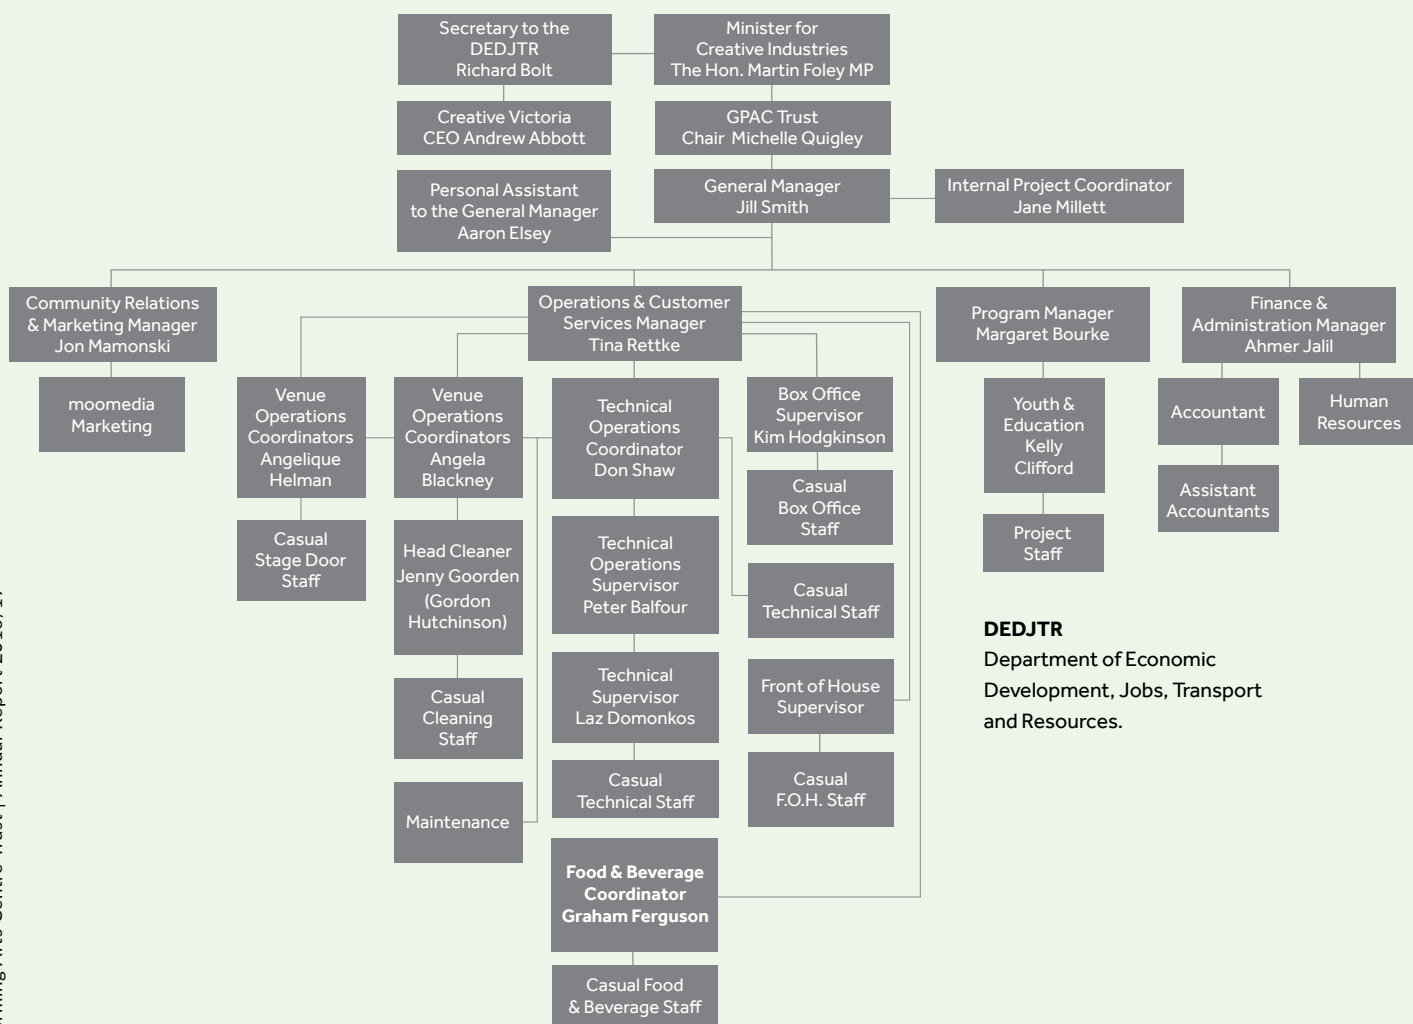 Secretary to the
DEDJTR
Richard Bolt
Minister for
Creative Industries
The Hon. Martin Foley MP
Creative Victoria
CEO Andrew Abbott
GPAC Trust
Chair Michelle Quigley
Personal Assistant
to the General Manager
Aaron Elsey
General Manager
Jill Smith
Internal Project Coordinator
Jane Millett
Community Relations
& Marketing Manager
Jon Mamonski
Operations & Customer
Services Manager
Tina Rettke
Program Manager
Margaret Bourke
Finance &
Administration Manager
Ahmer Jalil
moomedia
Marketing
Venue
Operations
Coordinators
Angelique
Helman
Venue
Operations
Coordinators
Angela
Blackney
Technical
Operations
Coordinator
Don Shaw
Box Office
Supervisor
Kim Hodgkinson
Youth &
Education
Kelly
Clifford
Accountant
Human
Resources
Casual
Stage Door
Staff
Head Cleaner
Jenny Goorden
(Gordon
Hutchinson)
Technical
Operations
Supervisor
Peter Balfour
Casual
Box Office
Staff
Project
Staff
Assistant
Accountants
Casual
Technical Staff
Casual
Cleaning
Staff
Technical
Supervisor
Laz Domonkos
Front of House
Supervisor
Maintenance
Casual
Technical Staff
Casual
F.O.H. Staff
Food & Beverage
Coordinator
Graham Ferguson
Casual Food
& Beverage Staff
DEDJTR
Department of Economic
Development, Jobs, Transport
and Resources.
Arts Centre Trust | Annual Report